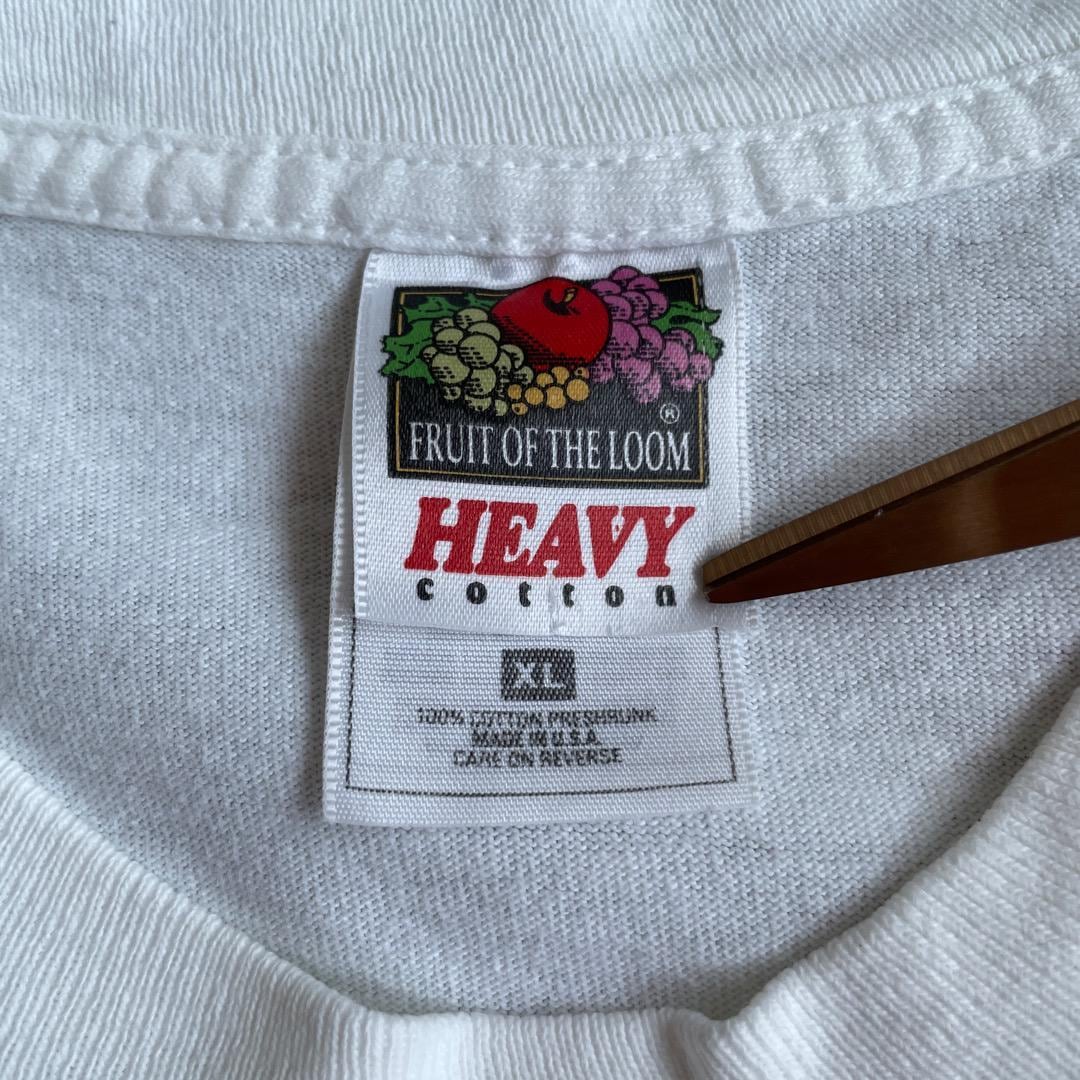 ®
FRUIT OF THE LOOM
HEAVY
cotton
XL
100% COTTON PRESHRUNK
MADE IN U.S.A.
CARE ON REVERSE